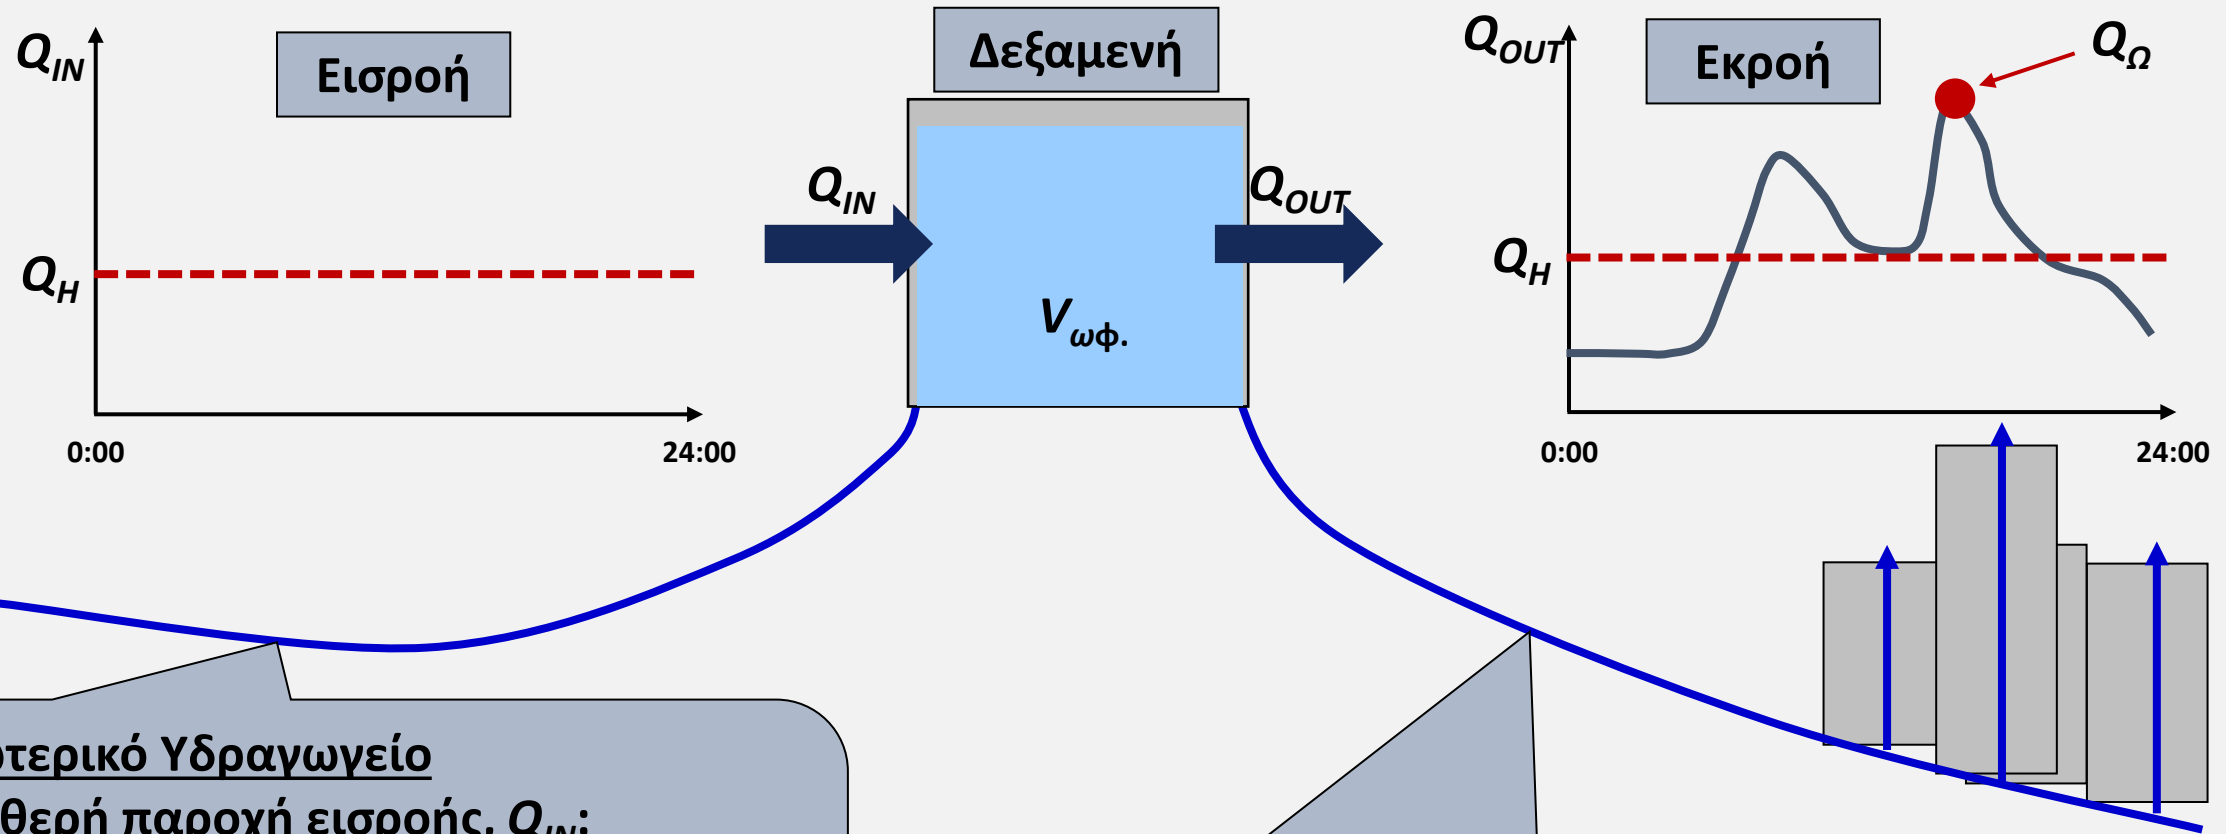 Q_IN
Εισροή
Q_H
0:00
24:00
Δεξαμενή
Q_IN
Q_OUT
V_ωφ.
Q_OUT
Εκροή
Q_Ω
Q_H
0:00
24:00
Υδραγωγείο
παροχή εισροής, Q_IN: